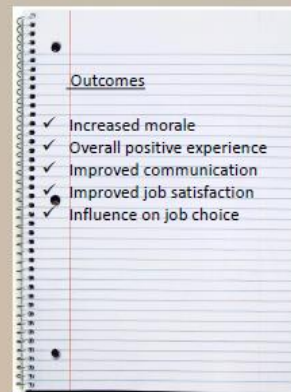 Outcomes
✓ Increased morale
✓ Overall positive experience
✓ Improved communication
✓ Improved job satisfaction
✓ Influence on job choice